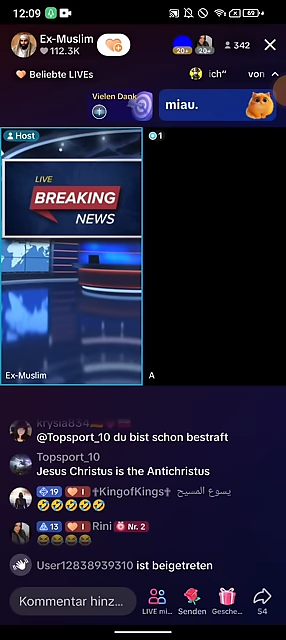 12:09
69
Ex-Muslim
112.3K
20+
20+
342
Beliebte LIVEs
ich“
von
Vielen Dank
miau.
Host
1
LIVE
BREAKING
NEWS
Ex-Muslim
A
krysia834
@Topsport_10 du bist schon bestraft
Topsport_10
Jesus Christus is the Antichristus
19 I ✝KingofKings✝ يسوع المسيح
🤣🤣🤣🤣🤣
13 I Rini Nr. 2
😆😆😆😆
User12838939310 ist beigetreten
Kommentar hinz...
LIVE mi...
Senden
Gesche...
54